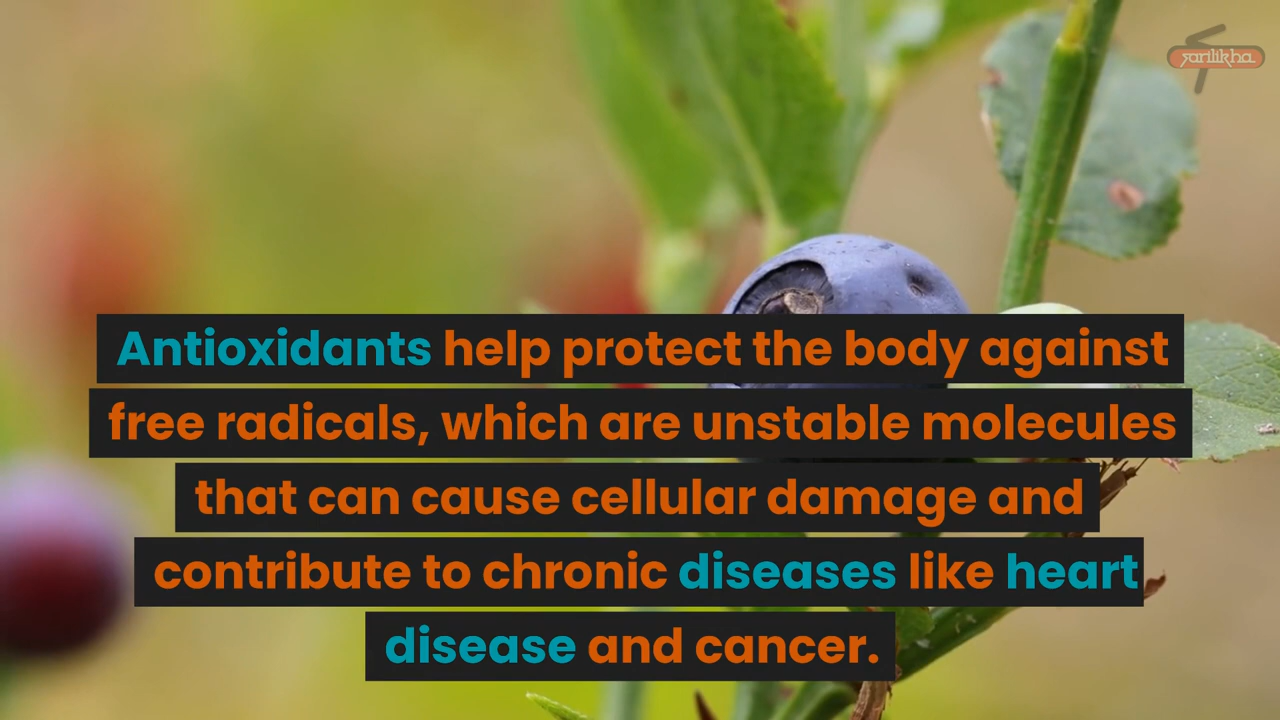 sarilikha
Antioxidants help protect the body against
free radicals, which are unstable molecules
that can cause cellular damage and
contribute to chronic diseases like heart
disease and cancer.